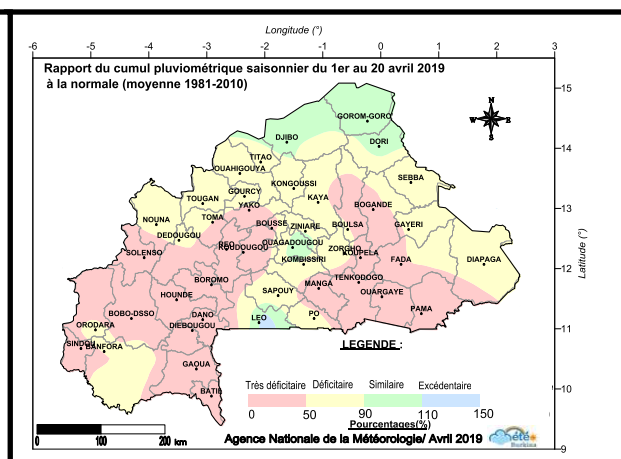 Longitude (°)
-6 -5 -4 -3 -2 -1 0 1 2 3
Rapport du cumul pluviométrique saisonnier du 1er au 20 avril 2019
à la normale (moyenne 1981-2010)
15
GOROM-GORO
N
W E
S
DJIBO
DORI
14
TITAO
OUAHIGOUYA
SEBBA
KONGOUSSI
GOURCY
TOUGAN
KAYA
YAKO
BOGANDE
13
NOUNA
TOMA
BOUSSE
ZINIARE
BOULSA
GAYERI
DEDOUGOU
OUAGADOUGOU
REO
KOUDOUGOU
ZORGHO
KOUPELA
SOLENSO
KOMBISSIRI
FADA
DIAPAGA
Latitude (°)
12
BOROMO
TENKODOGO
MANGA
HOUNDE
SAPOUY
OUARGAYE
BOBO-DSSO
DANO
LEO
PO
PAMA
ORODARA
DIEBOUGOU
11
SINDOU
BANFORA
LEGENDE :
GAOUA
Très déficitaire Déficitaire Similaire Excédentaire
BATIE
10
0 50 90 110 150
Pourcentages(%)
0 100 200 km
Agence Nationale de la Météorologie/ Avril 2019
météo
Burkina
9